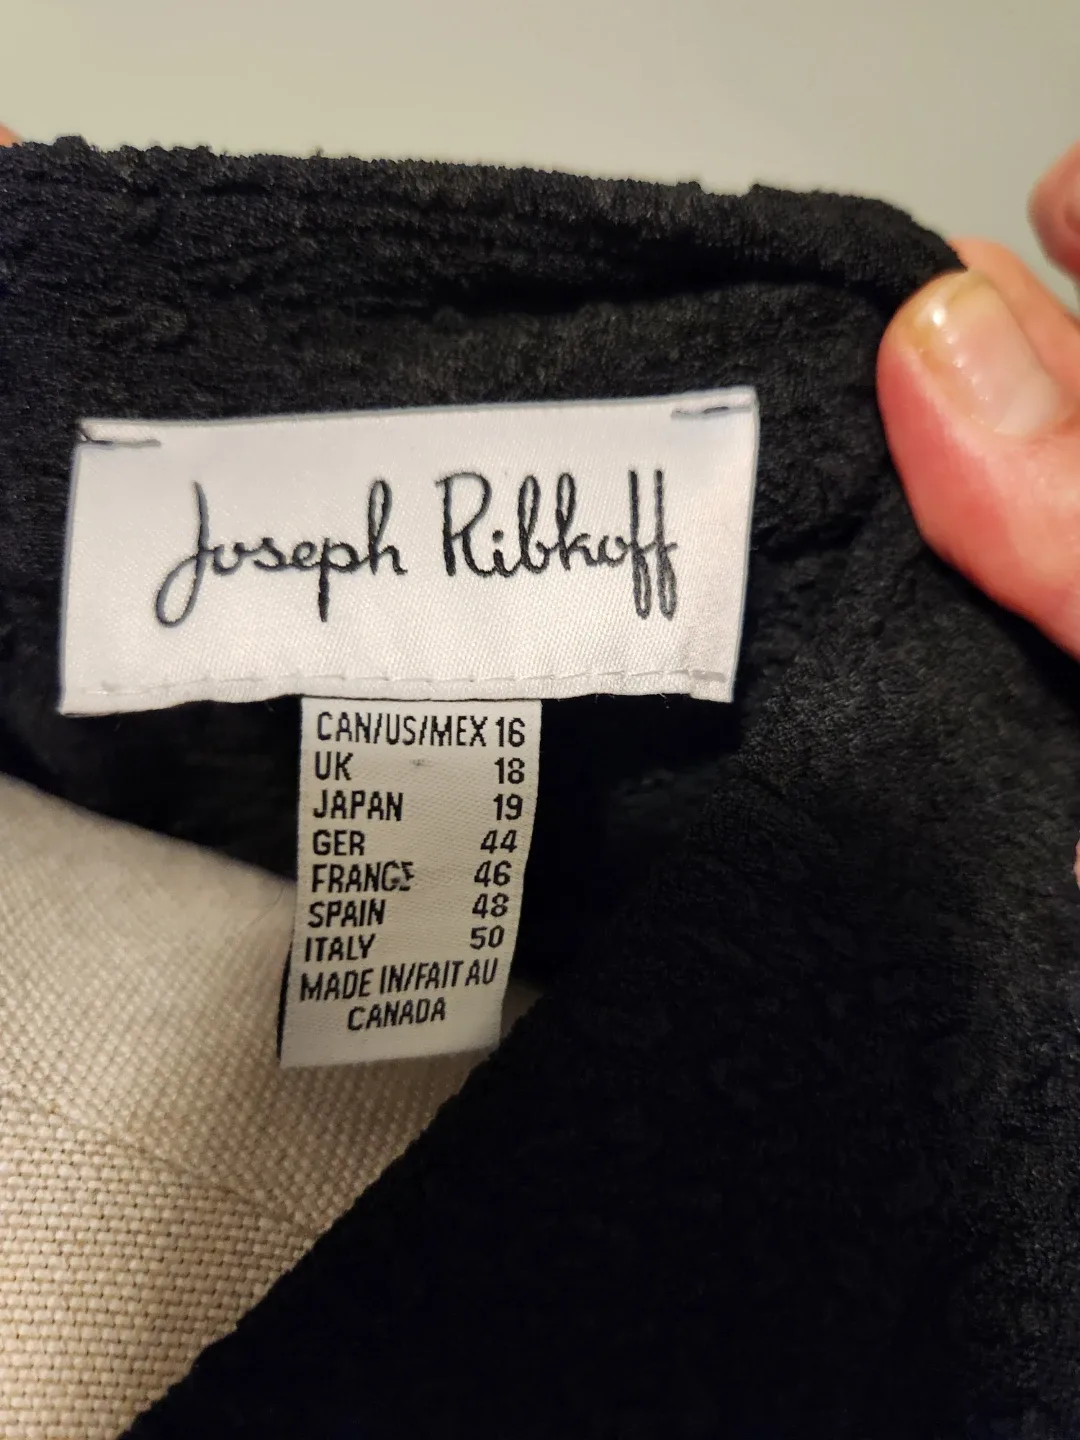 Joseph Ribkoff
CAN/US/MEX 16
UK 18
JAPAN 19
GER 44
FRANCE 46
SPAIN 48
ITALY 50
MADE IN/FAIT AU
CANADA